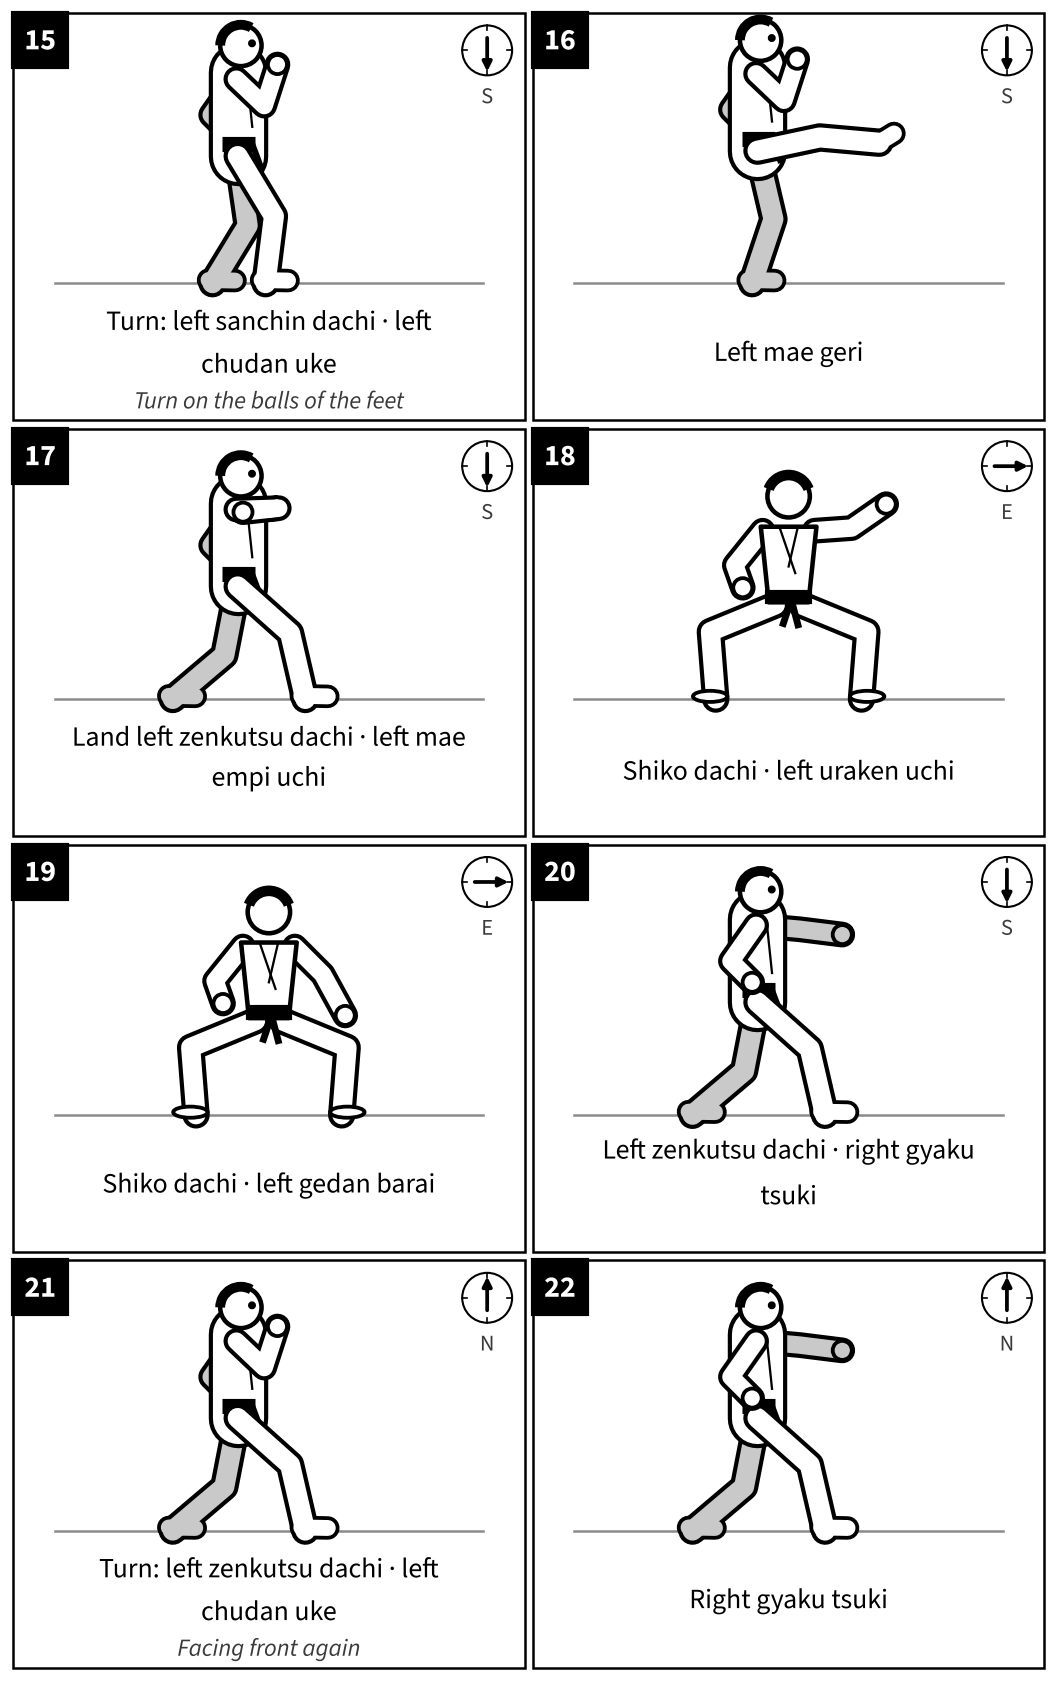 15
S
Turn: left sanchin dachi · left
chudan uke
Turn on the balls of the feet
16
S
Left mae geri
17
S
Land left zenkutsu dachi · left mae
empi uchi
18
E
Shiko dachi · left uraken uchi
19
E
Shiko dachi · left gedan barai
20
S
Left zenkutsu dachi · right gyaku
tsuki
21
N
Turn: left zenkutsu dachi · left
chudan uke
Facing front again
22
N
Right gyaku tsuki